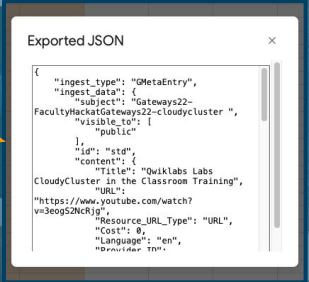 Exported JSON ×
{
"ingest_type": "GMetaEntry",
"ingest_data": {
"subject": "Gateways22-
FacultyHackatGateways22-cloudycluster ",
"visible_to": [
"public"
],
"id": "std",
"content": {
"Title": "Qwiklabs Labs
CloudyCluster in the Classroom Training",
"URL":
"https://www.youtube.com/watch?
v=3eogS2NcRjg",
"Resource_URL_Type": "URL",
"Cost": 0,
"Language": "en",
"Provider_ID":